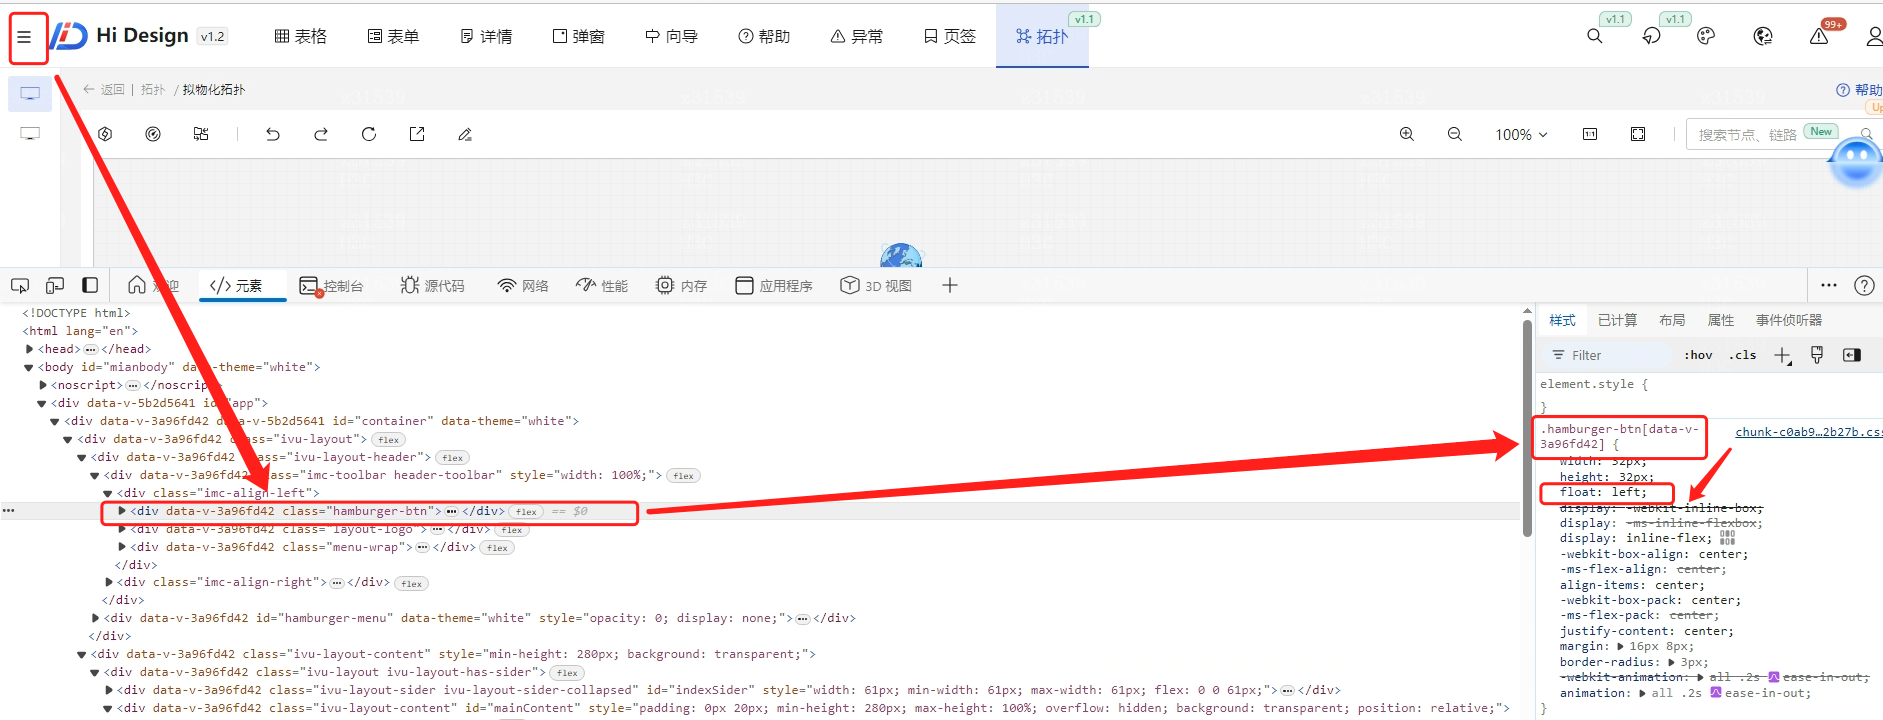 Hi Design v1.2 表格 表单 详情 弹窗 向导 帮助 异常 页签 拓扑 v1.1 v1.1 v1.1 99+
返回 | 拓扑 / 拟物化拓扑 帮助
Up
100% 1:1 搜索节点、链路 New
元素 控制台 源代码 网络 性能 内存 应用程序 3D 视图
<!DOCTYPE html>
<html lang="en">
<head> </head>
<body id="mianbody" data-theme="white">
<noscript> </noscript>
<div data-v-5b2d5641 id="app">
<div data-v-3a96fd42 data-v-5b2d5641 id="container" data-theme="white">
<div data-v-3a96fd42 class="ivu-layout"> flex
<div data-v-3a96fd42 class="ivu-layout-header"> flex
<div data-v-3a96fd42 class="imc-toolbar header-toolbar" style="width: 100%;"> flex
<div class="imc-align-left">
<div data-v-3a96fd42 class="hamburger-btn"> </div> flex == $0
<div data-v-3a96fd42 class="layout-logo"> </div> flex
<div data-v-3a96fd42 class="menu-wrap"> </div> flex
</div>
<div class="imc-align-right"> </div> flex
</div>
<div data-v-3a96fd42 id="hamburger-menu" data-theme="white" style="opacity: 0; display: none;"> </div>
</div>
<div data-v-3a96fd42 class="ivu-layout-content" style="min-height: 280px; background: transparent;">
<div data-v-3a96fd42 class="ivu-layout ivu-layout-has-sider"> flex
<div data-v-3a96fd42 class="ivu-layout-sider ivu-layout-sider-collapsed" id="indexSider" style="width: 61px; min-width: 61px; max-width: 61px; flex: 0 0 61px;"> </div>
<div data-v-3a96fd42 class="ivu-layout-content" id="mainContent" style="padding: 0px 20px; min-height: 280px; max-height: 100%; overflow: hidden; background: transparent; position: relative;">
样式 已计算 布局 属性 事件侦听器
Filter :hov .cls
element.style {
}
.hamburger-btn[data-v- chunk-c0ab9…2b27b.css
3a96fd42] {
width: 32px;
height: 32px;
float: left;
display: -webkit-inline-box;
display: -ms-inline-flexbox;
display: inline-flex;
-webkit-box-align: center;
-ms-flex-align: center;
align-items: center;
-webkit-box-pack: center;
-ms-flex-pack: center;
justify-content: center;
margin: 16px 8px;
border-radius: 3px;
-webkit-animation: all .2s ease-in-out;
animation: all .2s ease-in-out;
}